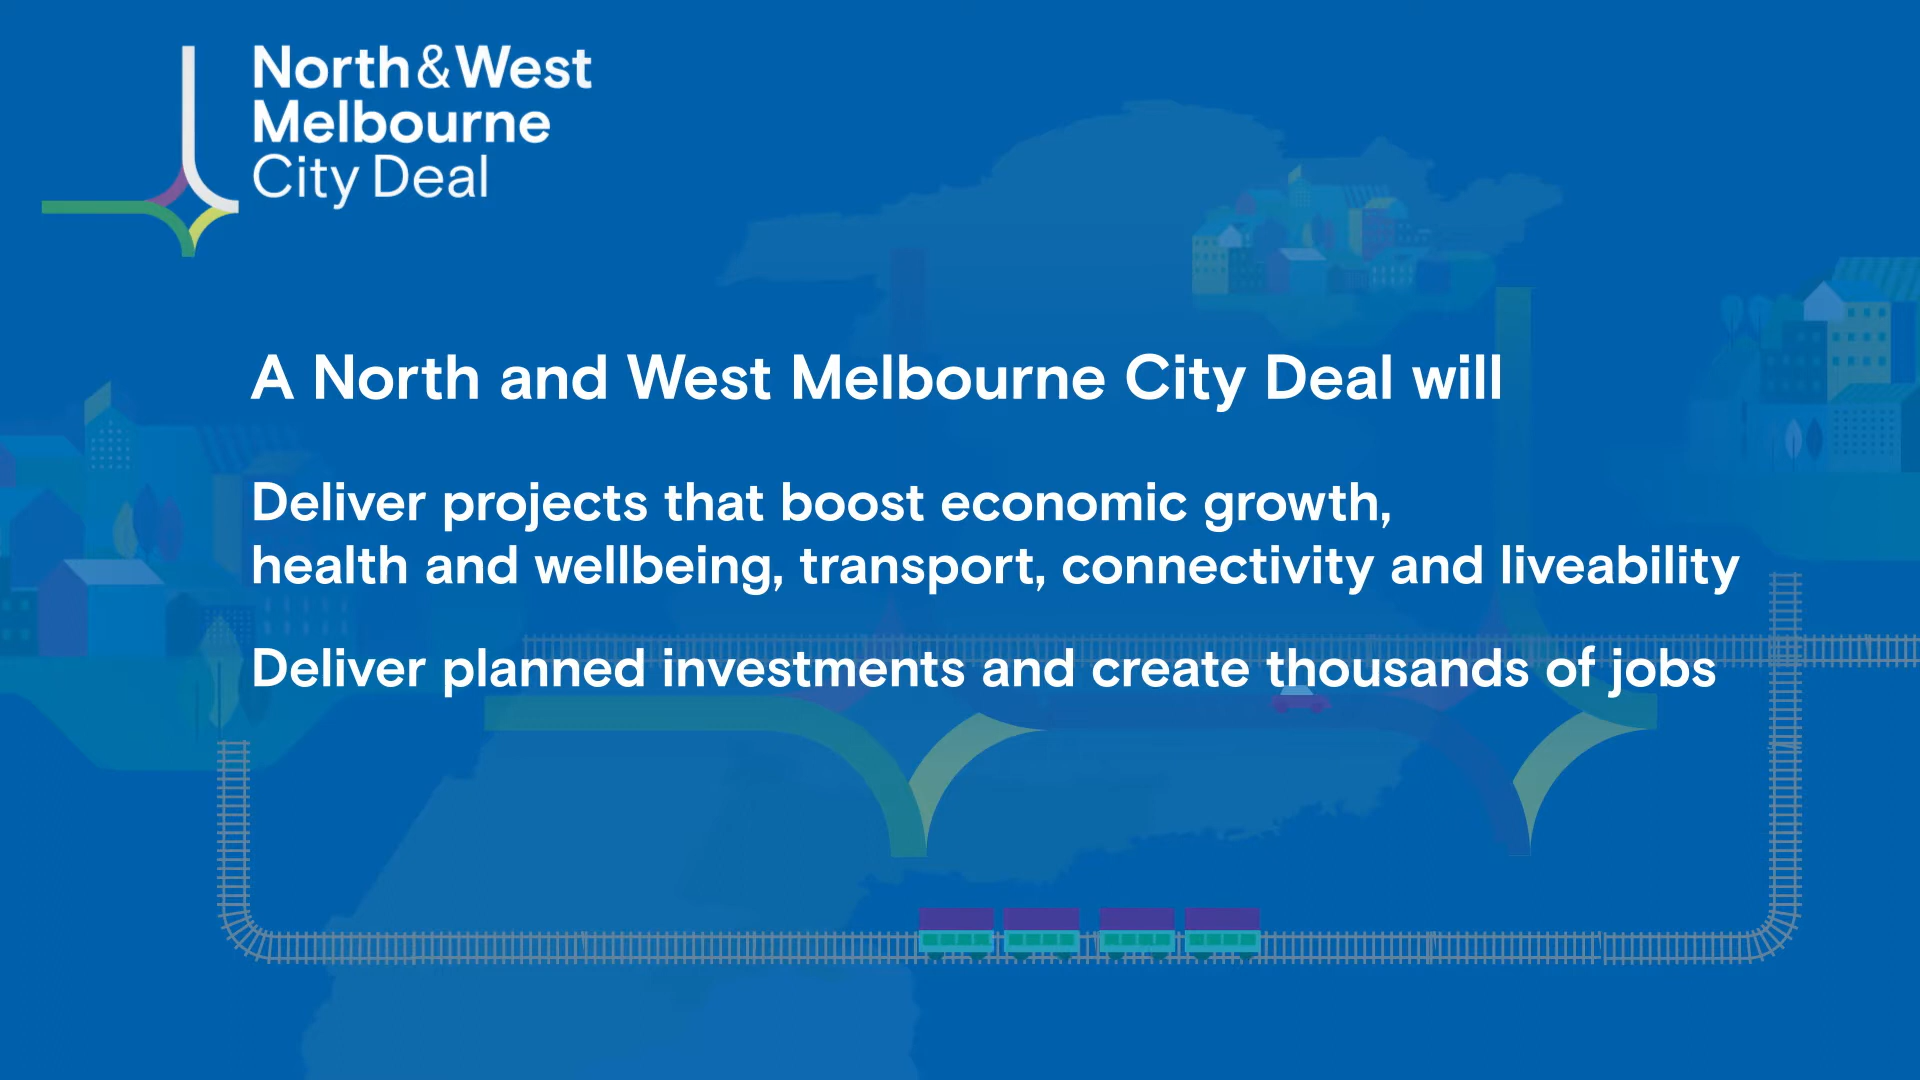 North&West
Melbourne
City Deal
A North and West Melbourne City Deal will
Deliver projects that boost economic growth,
health and wellbeing, transport, connectivity and liveability
Deliver planned investments and create thousands of jobs